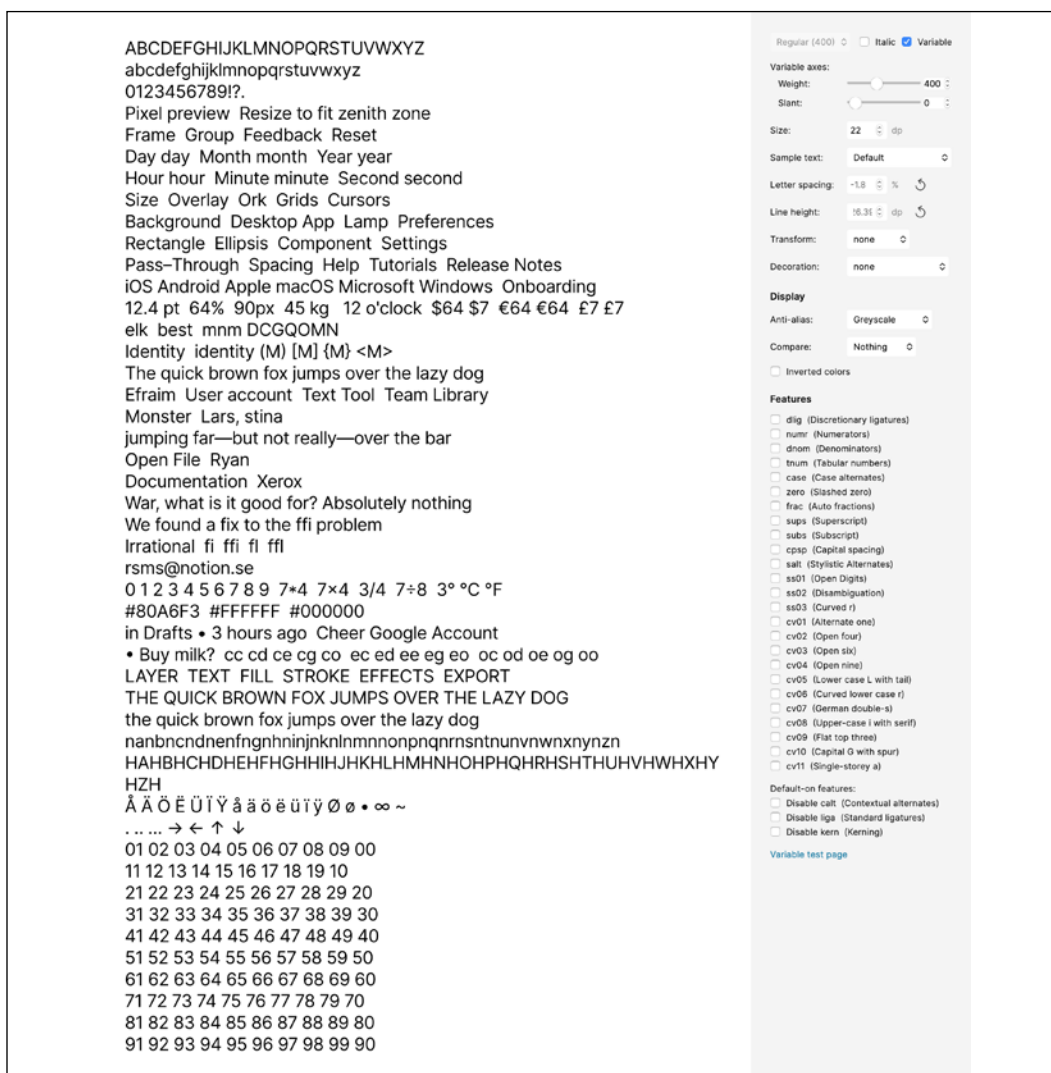 ABCDEFGHIJKLMNOPQRSTUVWXYZ
abcdefghijklmnopqrstuvwxyz
0123456789!?.
Pixel preview  Resize to fit zenith zone
Frame  Group  Feedback  Reset
Day day  Month month  Year year
Hour hour  Minute minute  Second second
Size  Overlay  Ork  Grids  Cursors
Background  Desktop App  Lamp  Preferences
Rectangle  Ellipsis  Component  Settings
Pass–Through  Spacing  Help  Tutorials  Release Notes
iOS Android Apple macOS Microsoft Windows  Onboarding
12.4 pt  64%  90px  45 kg   12 o'clock  $64 $7  €64 €64  £7 £7
elk  best  mnm DCGQOMN
Identity  identity (M) [M] {M} <M>
The quick brown fox jumps over the lazy dog
Efraim  User account  Text Tool  Team Library
Monster  Lars, stina
jumping far—but not really—over the bar
Open File  Ryan
Documentation  Xerox
War, what is it good for? Absolutely nothing
We found a fix to the ffi problem
Irrational  fi  ffi  fl  ffl
rsms@notion.se
0 1 2 3 4 5 6 7 8 9  7*4  7×4  3/4  7÷8  3° °C °F
#80A6F3  #FFFFFF  #000000
in Drafts • 3 hours ago  Cheer Google Account
• Buy milk?  cc cd ce cg co  ec ed ee eg eo  oc od oe og oo
LAYER  TEXT  FILL  STROKE  EFFECTS  EXPORT
THE QUICK BROWN FOX JUMPS OVER THE LAZY DOG
the quick brown fox jumps over the lazy dog
nanbncndnenfngnhninjnknlnmnnonpnqnrnsntnunvnwnxnynzn
HAHBHCHDHEHFHGHHIHJHKHLHMHNHOHPHQHRHSHTHUHVHWHXHY
HZH
Å Ä Ö Ë Ü Ï Ÿ å ä ö ë ü ï ÿ Ø ø • ∞ ~
. .. ... → ← ↑ ↓
01 02 03 04 05 06 07 08 09 00
11 12 13 14 15 16 17 18 19 10
21 22 23 24 25 26 27 28 29 20
31 32 33 34 35 36 37 38 39 30
41 42 43 44 45 46 47 48 49 40
51 52 53 54 55 56 57 58 59 50
61 62 63 64 65 66 67 68 69 60
71 72 73 74 75 76 77 78 79 70
81 82 83 84 85 86 87 88 89 80
91 92 93 94 95 96 97 98 99 90
Regular (400) Italic Variable
Variable axes:
Weight: 400
Slant: 0
Size: 22 dp
Sample text: Default
Letter spacing: -1.8 %
Line height: dp
Transform: none
Decoration: none
Display
Anti-alias: Greyscale
Compare: Nothing
Inverted colors
Features
dlig (Discretionary ligatures)
numr (Numerators)
dnom (Denominators)
tnum (Tabular numbers)
case (Case alternates)
zero (Slashed zero)
frac (Auto fractions)
sups (Superscript)
subs (Subscript)
cpsp (Capital spacing)
salt (Stylistic Alternates)
ss01 (Open Digits)
ss02 (Disambiguation)
ss03 (Curved r)
cv01 (Alternate one)
cv02 (Open four)
cv03 (Open six)
cv04 (Open nine)
cv05 (Lower case L with tail)
cv06 (Curved lower case r)
cv07 (German double-s)
cv08 (Upper-case i with serif)
cv09 (Flat top three)
cv10 (Capital G with spur)
cv11 (Single-storey a)
Default-on features:
Disable calt (Contextual alternates)
Disable liga (Standard ligatures)
Disable kern (Kerning)
Variable test page